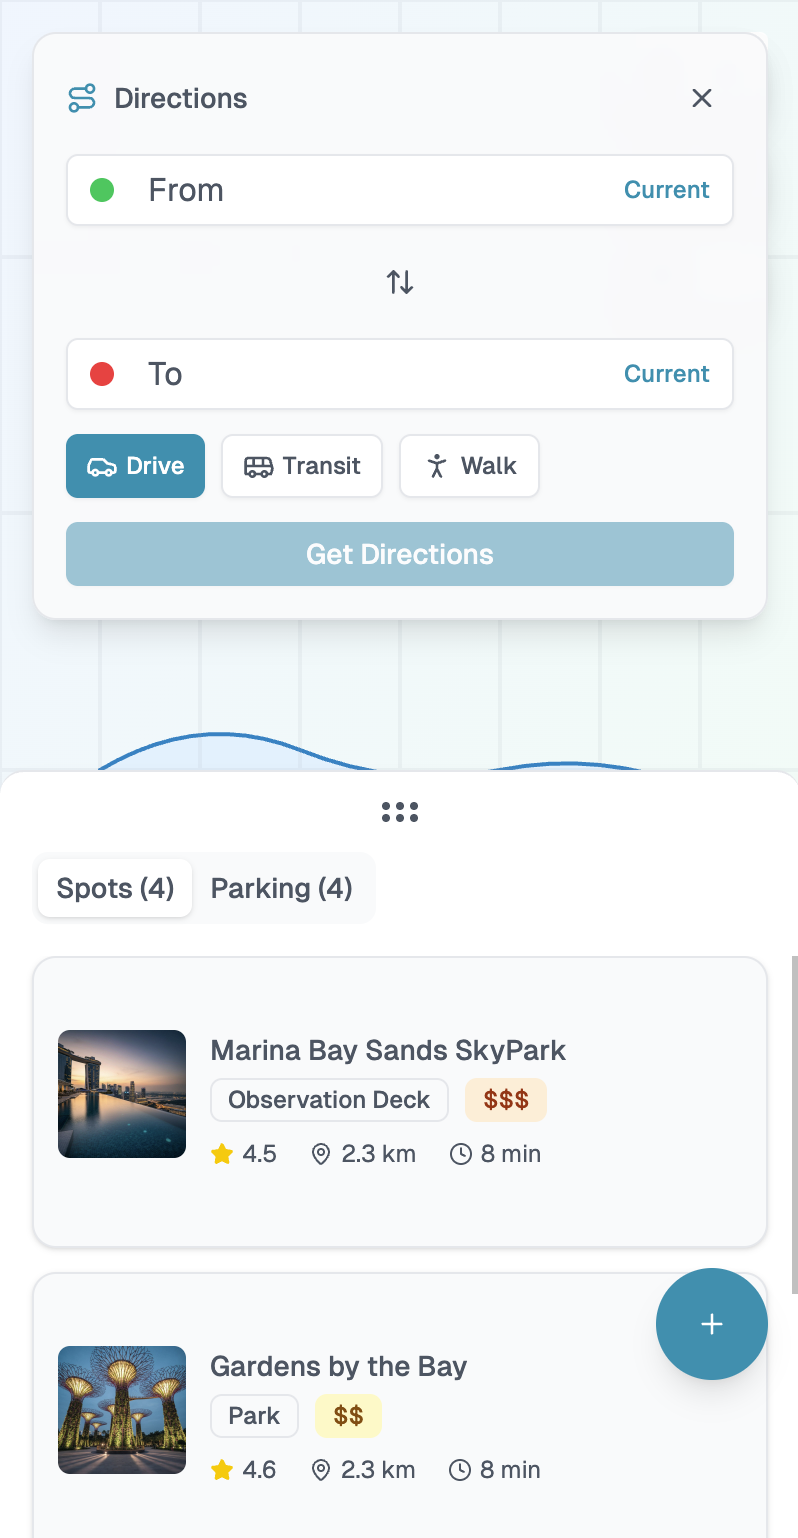 Directions
From Current
To Current
Drive Transit Walk
Get Directions
Spots (4) Parking (4)
Marina Bay Sands SkyPark
Observation Deck $$$
4.5 2.3 km 8 min
Gardens by the Bay
Park $$
4.6 2.3 km 8 min